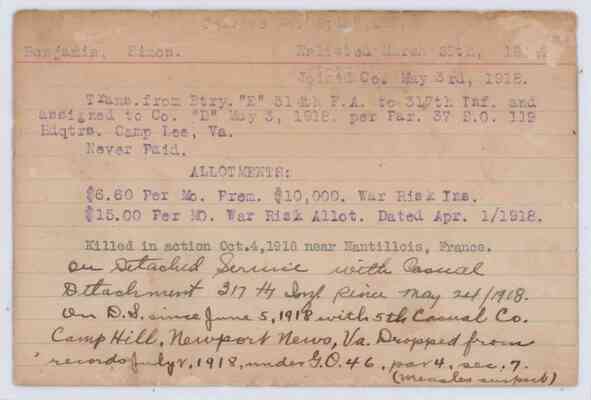 Benjamin, Simon. Enlisted March 29th, 18
Joined Co. May 3rd, 1918.
Trans. from Btry. "E" 314th F.A. to 317th Inf. and
assigned to Co. "D" May 3, 1918. per Par. 37 S.O. 119
Hdqtrs. Camp Lee, Va.
Never Paid.
ALLOTMENTS:
$6.60 Per Mo. Prem. $10,000. War Risk Ins.
$15.00 Per MO. War Risk Allot. Dated Apr. 1/1918.
Killed in action Oct.4,1918 near Nantillois, France.
On Detached Service with Casual
Detachment 317th Inf. since May 24/1918.
On D.S. since June 5, 1918 with 5th Casual Co.
Camp Hill, Newport News, Va. Dropped from
records July 2, 1918, under G.O. 46, par 4, sec. 7.
(Measles suspect)